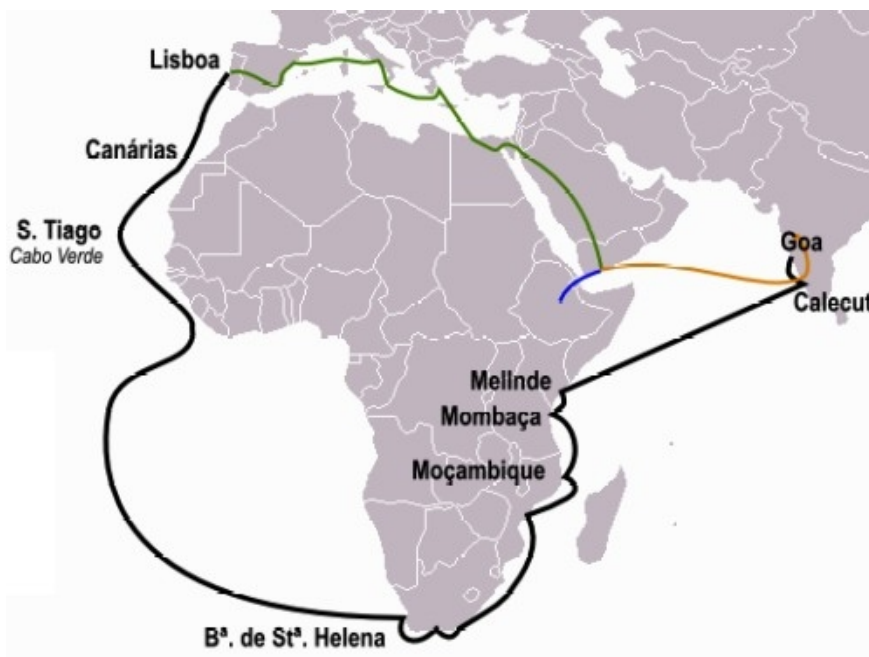 Lisboa
Canárias
S. Tiago
Cabo Verde
Goa
Calecut
MelInde
Mombaça
Moçambique
Bª. de Stª. Helena